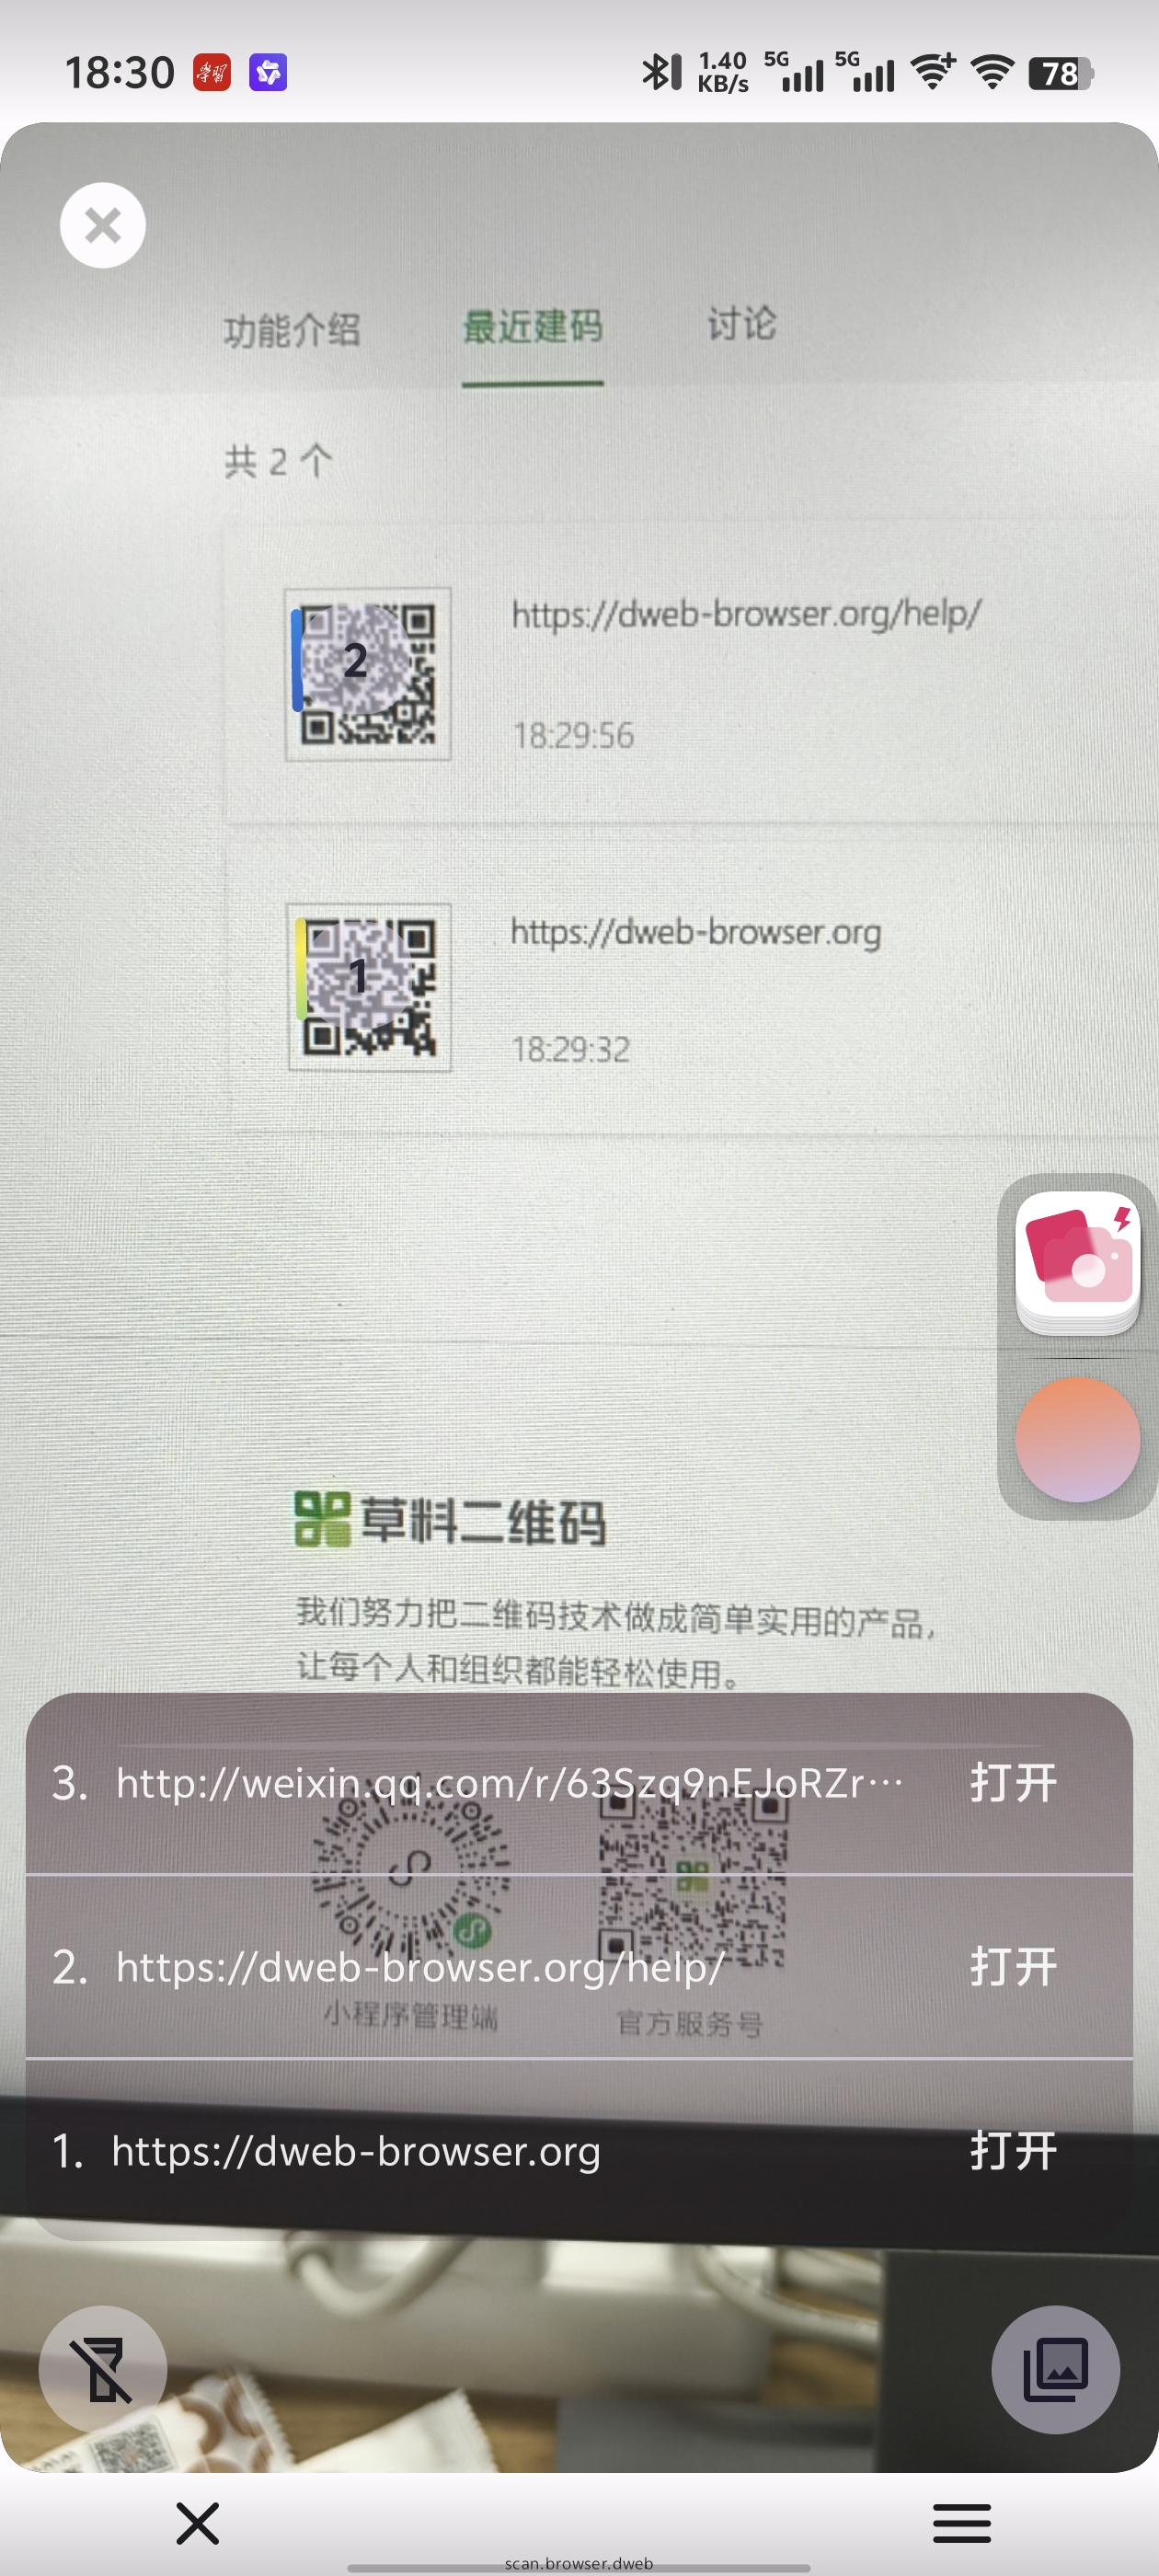 18:30
1.40 KB/s
5G
5G
78
功能介绍
最近建码
讨论
共 2 个
2
https://dweb-browser.org/help/
18:29:56
1
https://dweb-browser.org
18:29:32
草料二维码
我们努力把二维码技术做成简单实用的产品，
让每个人和组织都能轻松使用。
3. http://weixin.qq.com/r/63Szq9nEJoRZr··· 打开
2. https://dweb-browser.org/help/ 打开
小程序管理端
官方服务号
1. https://dweb-browser.org 打开
scan.browser.dweb